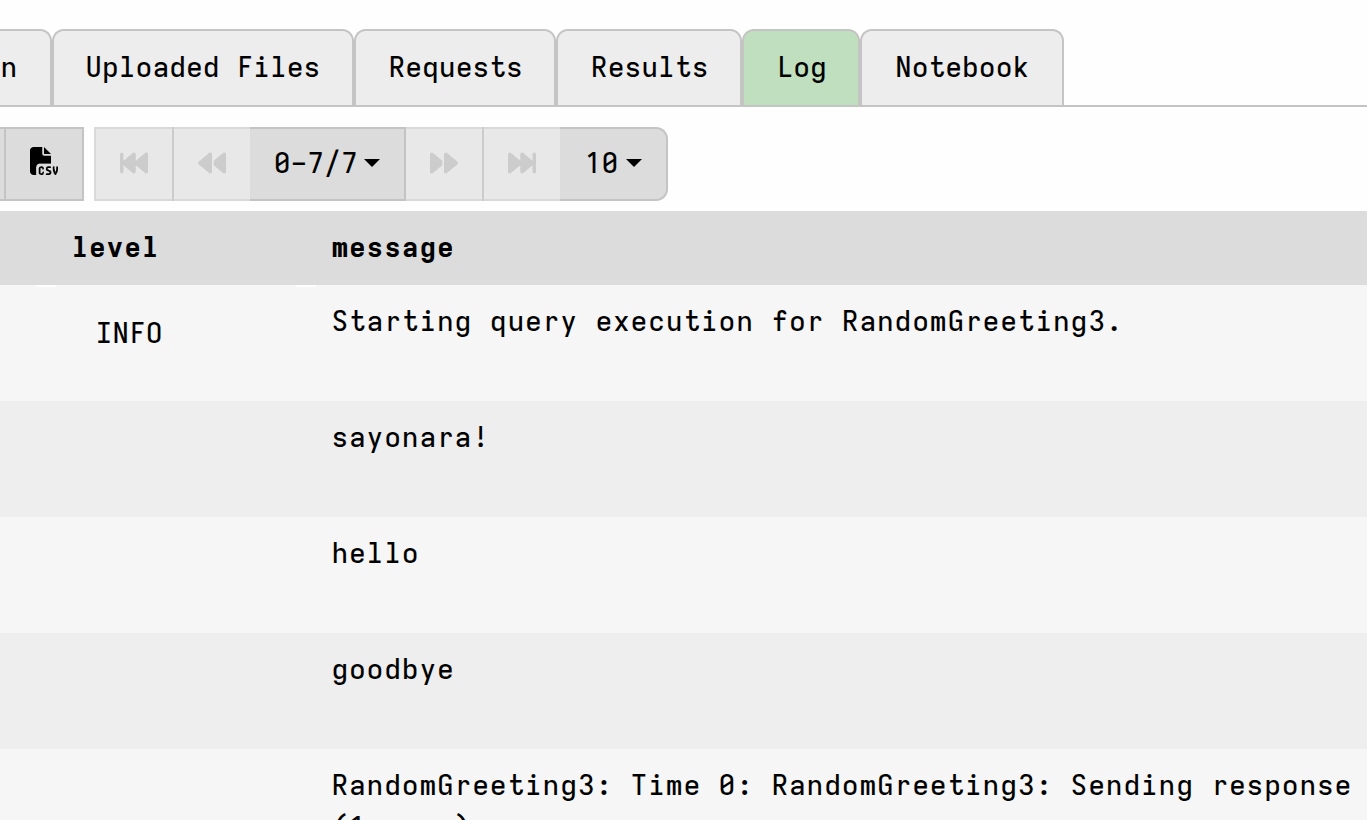 n Uploaded Files Requests Results Log Notebook
CSV 0-7/7 10
level message
INFO Starting query execution for RandomGreeting3.
sayonara!
hello
goodbye
RandomGreeting3: Time 0: RandomGreeting3: Sending response